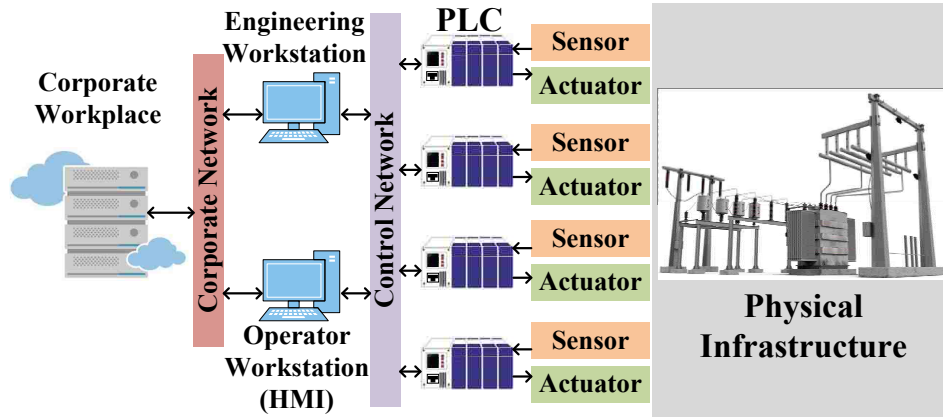 Corporate
Workplace
Corporate Network
Engineering
Workstation
Operator
Workstation
(HMI)
Control Network
PLC
Sensor
Actuator
Sensor
Actuator
Sensor
Actuator
Sensor
Actuator
Physical
Infrastructure